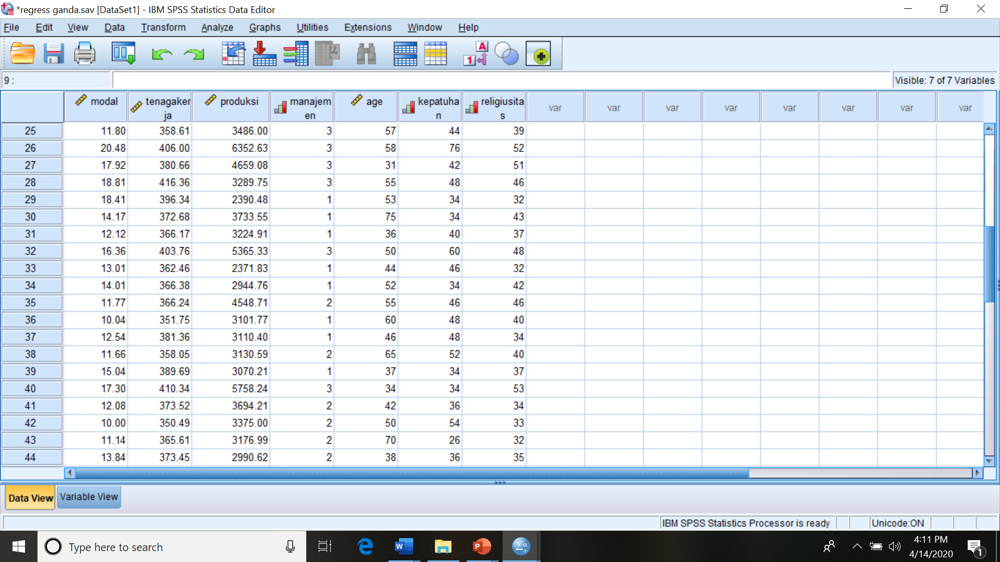 *regress ganda.sav [DataSet1] - IBM SPSS Statistics Data Editor
File Edit View Data Transform Analyze Graphs Utilities Extensions Window Help
9 :
Visible: 7 of 7 Variables
modal tenagakerja produksi manajemen age kepatuhan religiusitas var var var var var var var var
25 11.80 358.61 3486.00 3 57 44 39
26 20.48 406.00 6352.63 3 58 76 52
27 17.92 380.66 4659.08 3 31 42 51
28 18.81 416.36 3289.75 3 55 48 46
29 18.41 396.34 2390.48 1 53 34 32
30 14.17 372.68 3733.55 1 75 34 43
31 12.12 366.17 3224.91 1 36 40 37
32 16.36 403.76 5365.33 3 50 60 48
33 13.01 362.46 2371.83 1 44 46 32
34 14.01 366.38 2944.76 1 52 34 42
35 11.77 366.24 4548.71 2 55 46 46
36 10.04 351.75 3101.77 1 60 48 40
37 12.54 381.36 3110.40 1 46 48 34
38 11.66 358.05 3130.59 2 65 52 40
39 15.04 389.69 3070.21 1 37 34 37
40 17.30 410.34 5758.24 3 34 34 53
41 12.08 373.52 3694.21 2 42 36 34
42 10.00 350.49 3375.00 2 50 54 33
43 11.14 365.61 3176.99 2 70 26 32
44 13.84 373.45 2990.62 2 38 36 35
Data View Variable View
IBM SPSS Statistics Processor is ready Unicode:ON
Type here to search
4:11 PM
4/14/2020
1